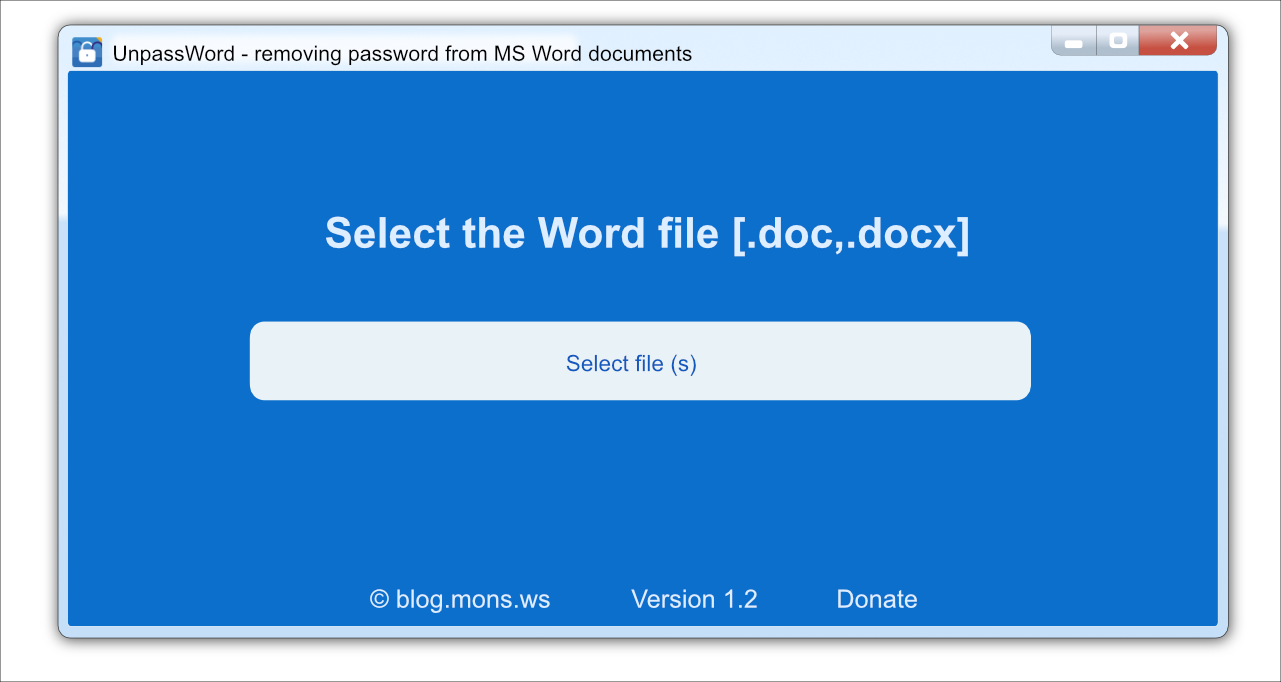 UnpassWord - removing password from MS Word documents
Select the Word file [.doc,.docx]
Select file (s)
© blog.mons.ws Version 1.2 Donate